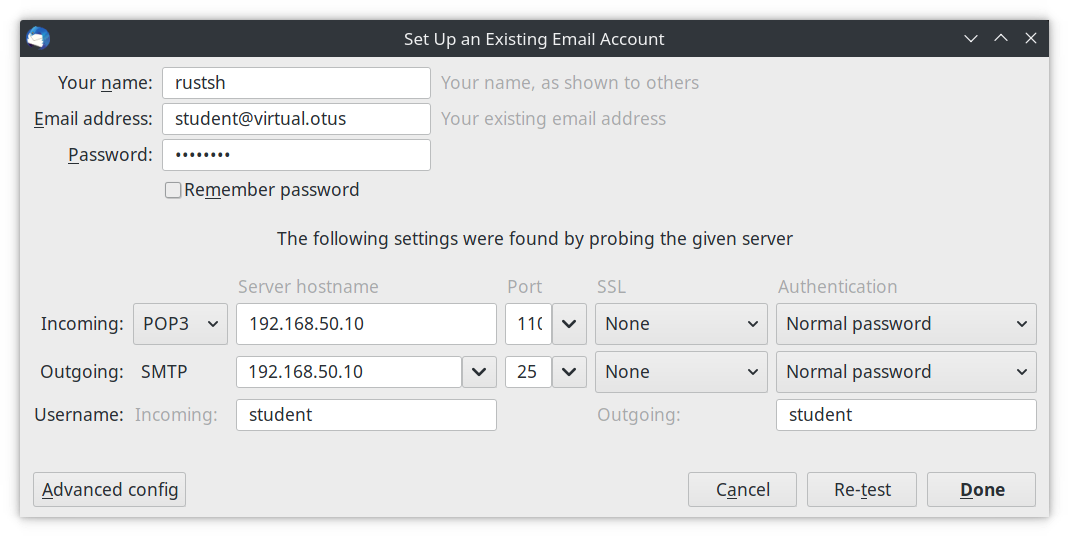 Set Up an Existing Email Account
Your name: rustsh Your name, as shown to others
Email address: student@virtual.otus Your existing email address
Password: ••••••••
Remember password
The following settings were found by probing the given server
Server hostname Port SSL Authentication
Incoming: POP3 192.168.50.10 110 None Normal password
Outgoing: SMTP 192.168.50.10 25 None Normal password
Username: Incoming: student Outgoing: student
Advanced config Cancel Re-test Done